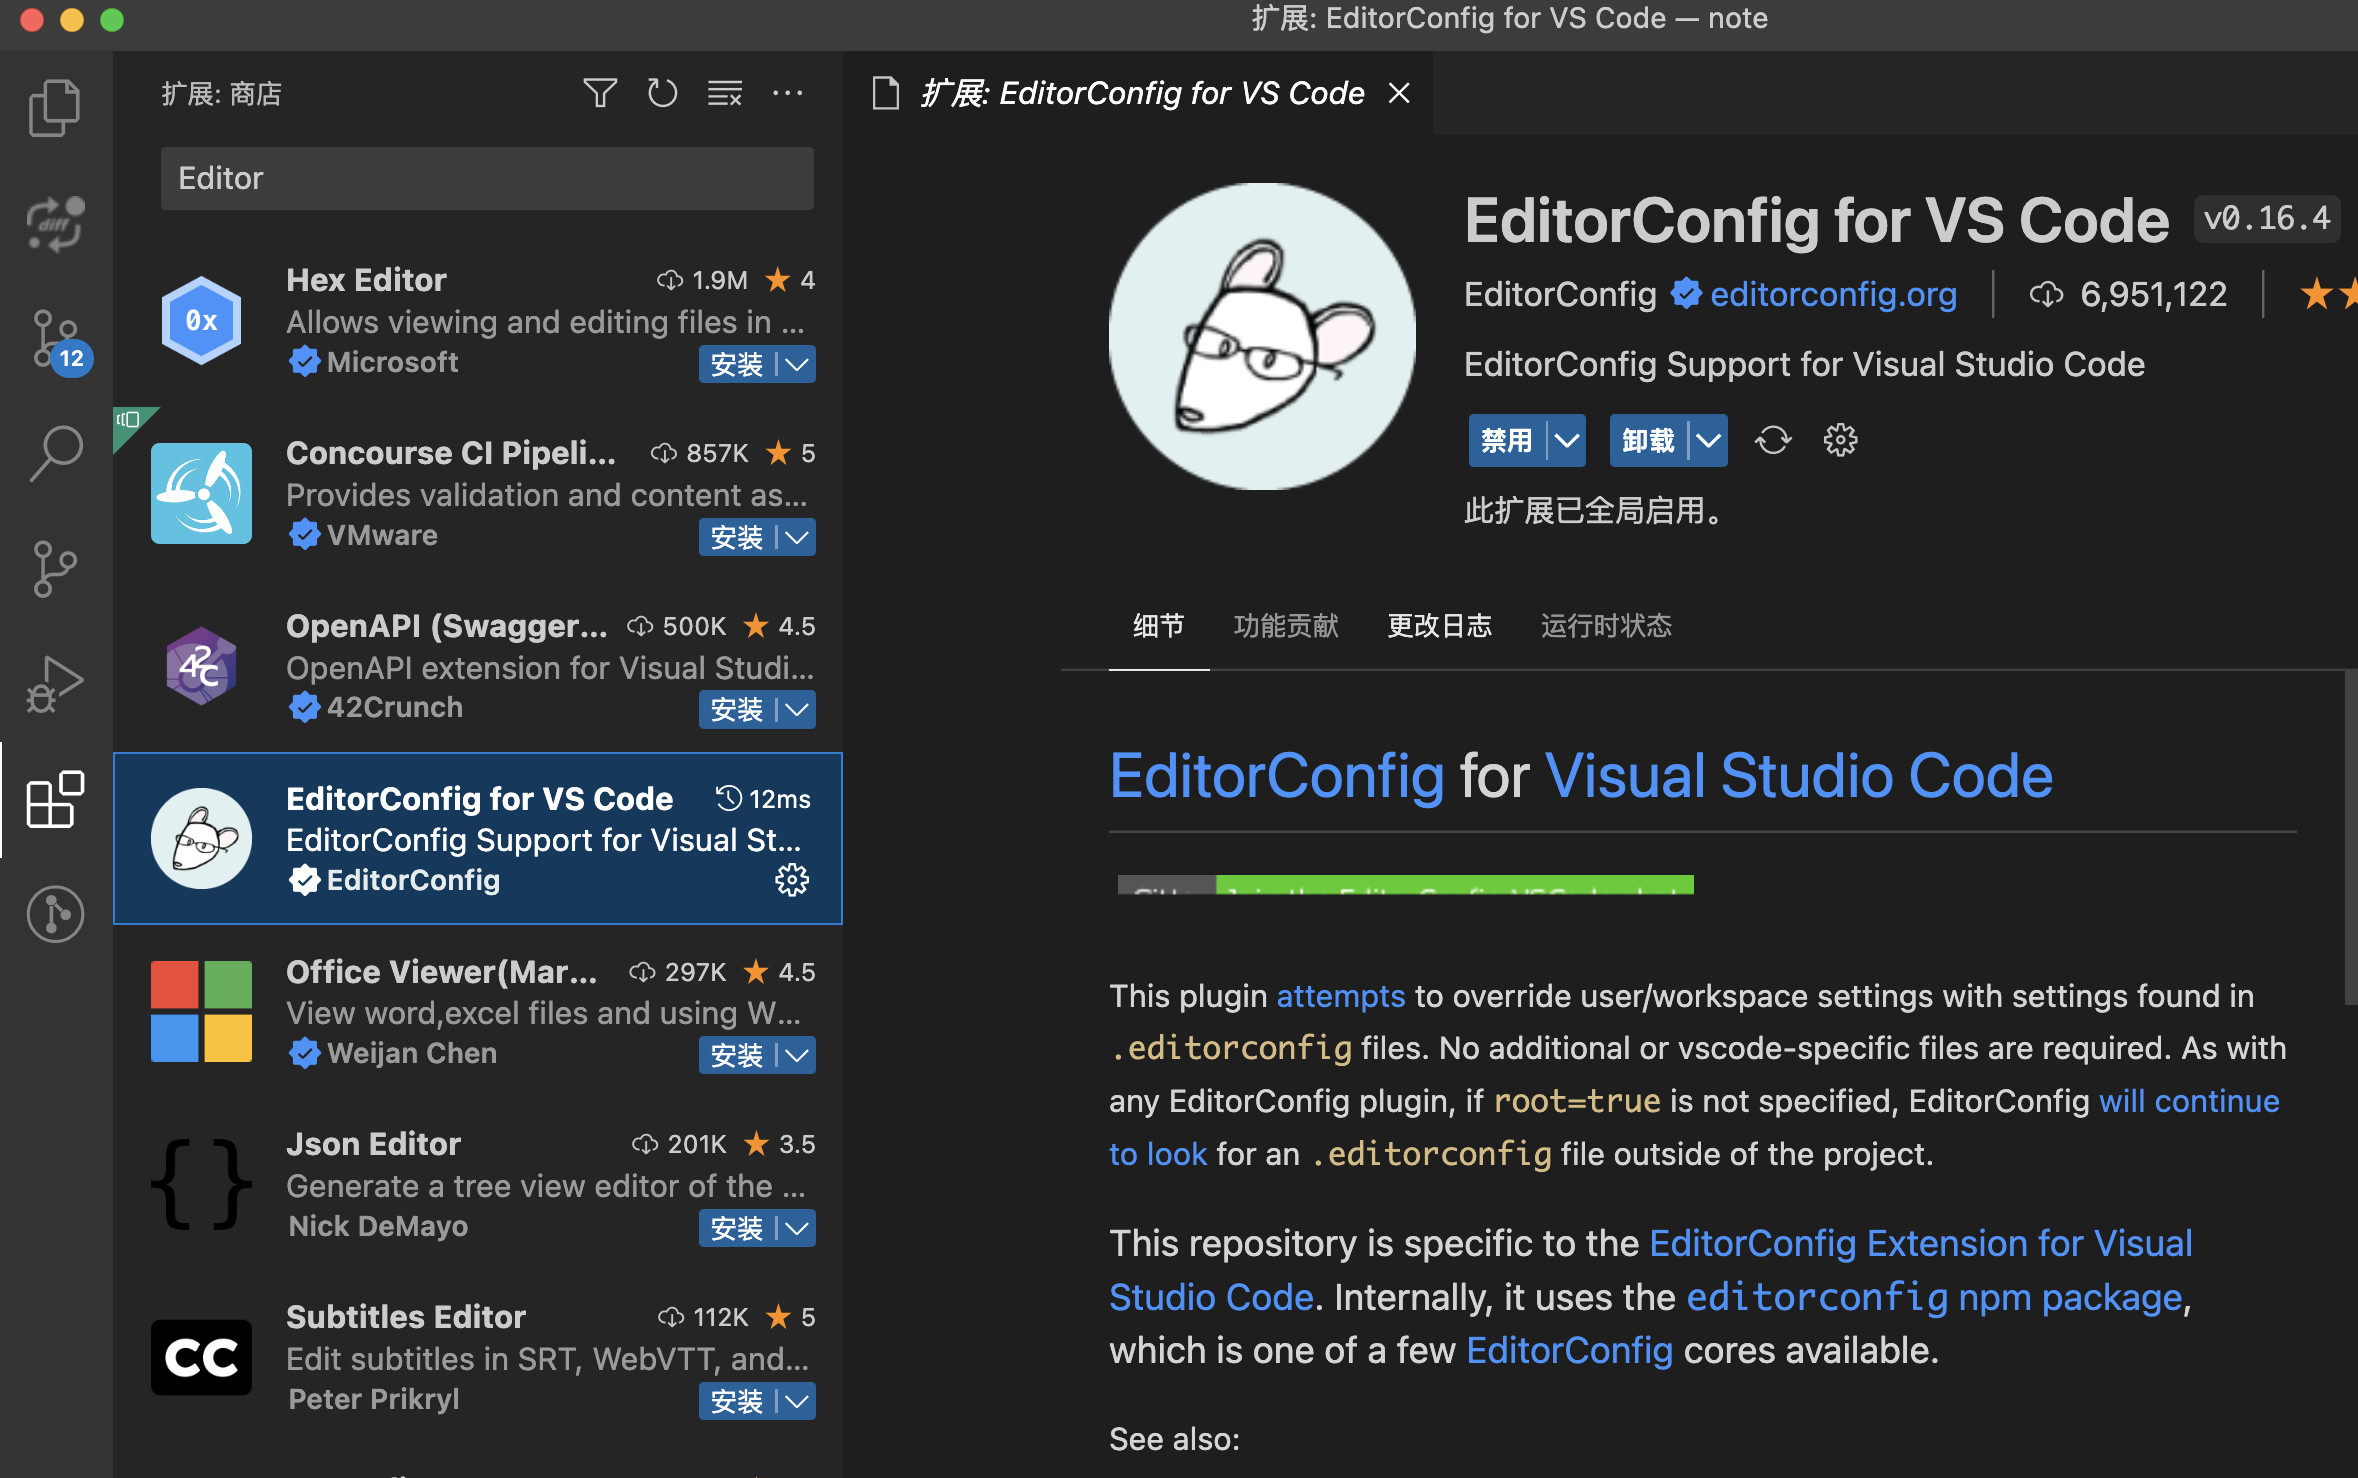 扩展: EditorConfig for VS Code — note
扩展: 商店
Editor
Hex Editor 1.9M 4
Allows viewing and editing files in ...
Microsoft 安装
Concourse CI Pipeli... 857K 5
Provides validation and content as...
VMware 安装
OpenAPI (Swagger... 500K 4.5
OpenAPI extension for Visual Studi...
42Crunch 安装
EditorConfig for VS Code 12ms
EditorConfig Support for Visual St...
EditorConfig
Office Viewer(Mar... 297K 4.5
View word,excel files and using W...
Weijan Chen 安装
Json Editor 201K 3.5
Generate a tree view editor of the ...
Nick DeMayo 安装
Subtitles Editor 112K 5
Edit subtitles in SRT, WebVTT, and...
Peter Prikryl 安装
0x
diff
12
42c
CC
扩展: EditorConfig for VS Code
EditorConfig for VS Code v0.16.4
EditorConfig editorconfig.org 6,951,122
EditorConfig Support for Visual Studio Code
禁用 卸载
此扩展已全局启用。
细节 功能贡献 更改日志 运行时状态
EditorConfig for Visual Studio Code
This plugin attempts to override user/workspace settings with settings found in
.editorconfig files. No additional or vscode-specific files are required. As with
any EditorConfig plugin, if root=true is not specified, EditorConfig will continue
to look for an .editorconfig file outside of the project.
This repository is specific to the EditorConfig Extension for Visual
Studio Code. Internally, it uses the editorconfig npm package,
which is one of a few EditorConfig cores available.
See also: